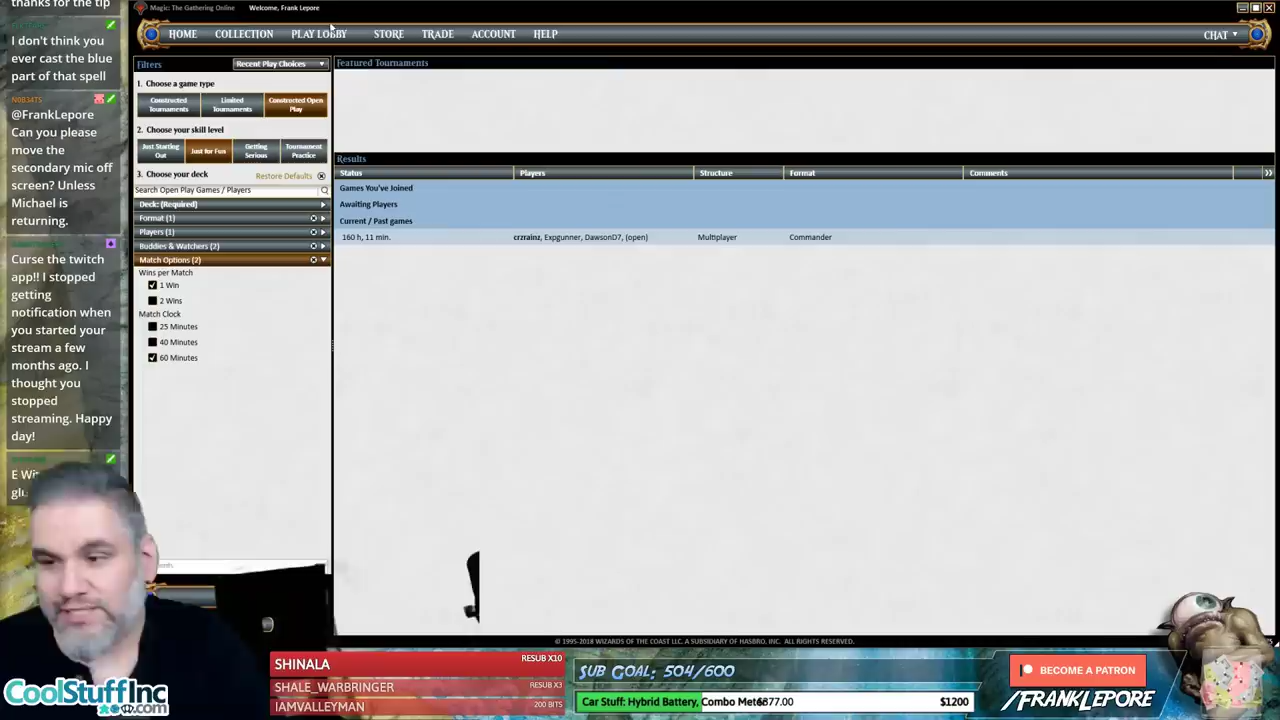 thanks for the tip
I don't think you
ever cast the blue
part of that spell
N0B34TS
@FrankLepore
Can you please
move the
secondary mic off
screen? Unless
Michael is
returning.
Curse the twitch
app!! I stopped
getting
notification when
you started your
stream a few
months ago. I
thought you
stopped
streaming. Happy
day!
Magic: The Gathering Online Welcome, Frank Lepore
HOME COLLECTION PLAY LOBBY STORE TRADE ACCOUNT HELP CHAT
Filters Recent Play Choices
1. Choose a game type
Constructed Tournaments Limited Tournaments Constructed Open Play
2. Choose your skill level
Just Starting Out Just for Fun Getting Serious Tournament Practice
3. Choose your deck Restore Defaults
Search Open Play Games / Players
Deck: (Required)
Format (1)
Players (1)
Buddies & Watchers (2)
Match Options (2)
Wins per Match
1 Win
2 Wins
Match Clock
25 Minutes
40 Minutes
60 Minutes
Featured Tournaments
Results
Status Players Structure Format Comments
Games You've Joined
Awaiting Players
Current / Past games
160 h, 11 min. crzrainz, Expgunner, DawsonD7, (open) Multiplayer Commander
© 1995-2018 WIZARDS OF THE COAST LLC. A SUBSIDIARY OF HASBRO, INC. ALL RIGHTS RESERVED.
SHINALA RESUB X10
SHALE_WARBRINGER RESUB X3
IAMVALLEYMAN 200 BITS
SUB GOAL: 504/600
Car Stuff: Hybrid Battery, Combo Mete $1200
BECOME A PATRON
/FRANKLEPORE
CoolStuffInc
.com